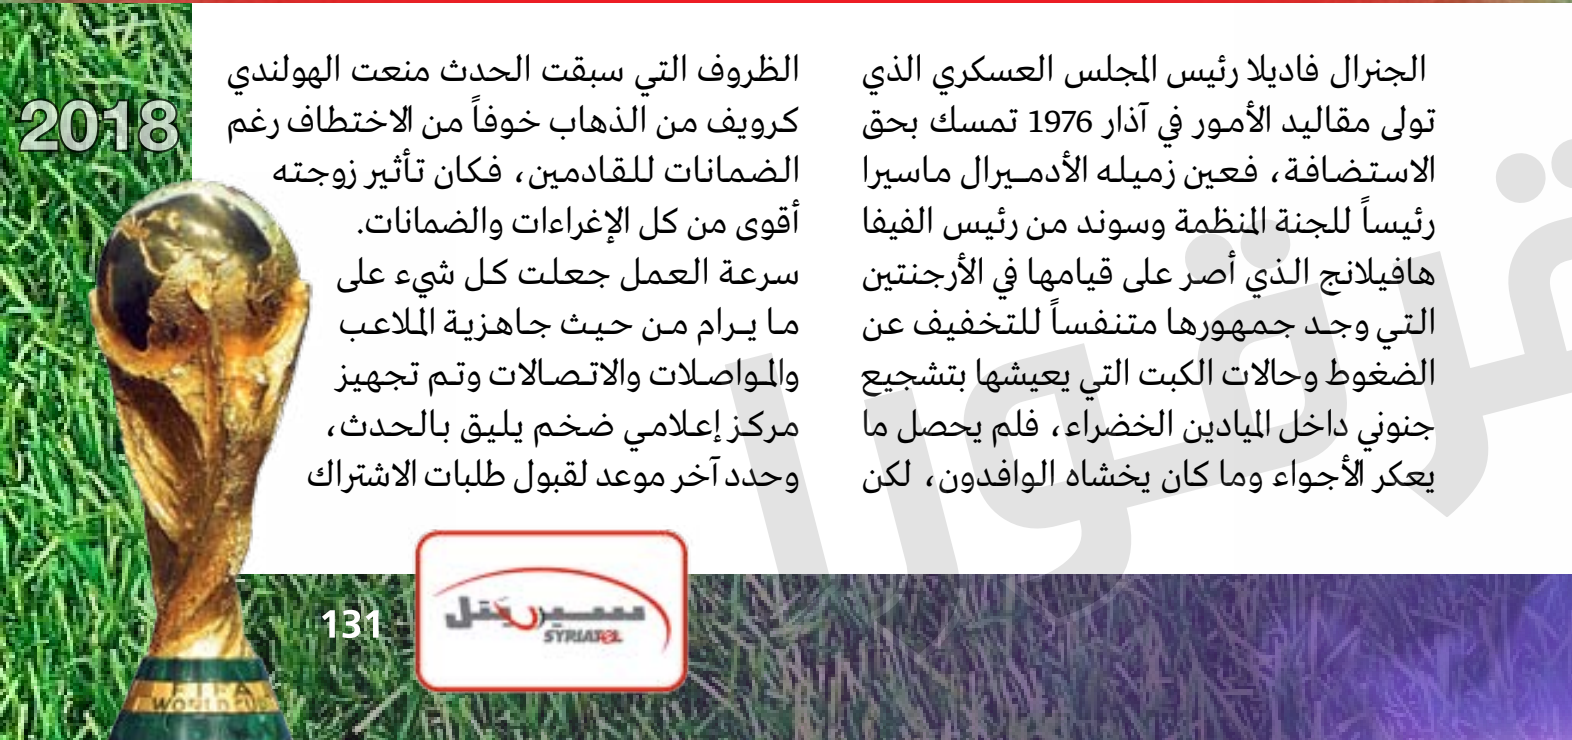 الجنرال فاديلا رئيس المجلس العسكري الذي
تولى مقاليد الأمور في آذار 1976 تمسك بحق
الاستضافة، فعين زميله الأدميرال ماسيرا
رئيساً للجنة المنظمة وسوند من رئيس الفيفا
هافيلانج الذي أصر على قيامها في الأرجنتين
التي وجد جمهورها متنفساً للتخفيف عن
الضغوط وحالات الكبت التي يعيشها بتشجيع
جنوني داخل الميادين الخضراء، فلم يحصل ما
يعكر الأجواء وما كان يخشاه الوافدون، لكن
الظروف التي سبقت الحدث منعت الهولندي
كرويف من الذهاب خوفاً من الاختطاف رغم
الضمانات للقادمين، فكان تأثير زوجته
أقوى من كل الإغراءات والضمانات.
سرعة العمل جعلت كل شيء على
ما يرام من حيث جاهزية الملاعب
والمواصلات والاتصالات وتم تجهيز
مركز إعلامي ضخم يليق بالحدث،
وحدد آخر موعد لقبول طلبات الاشتراك
2018
131
سيريتل
SYRIATEL
FIFA
WORLD CUP